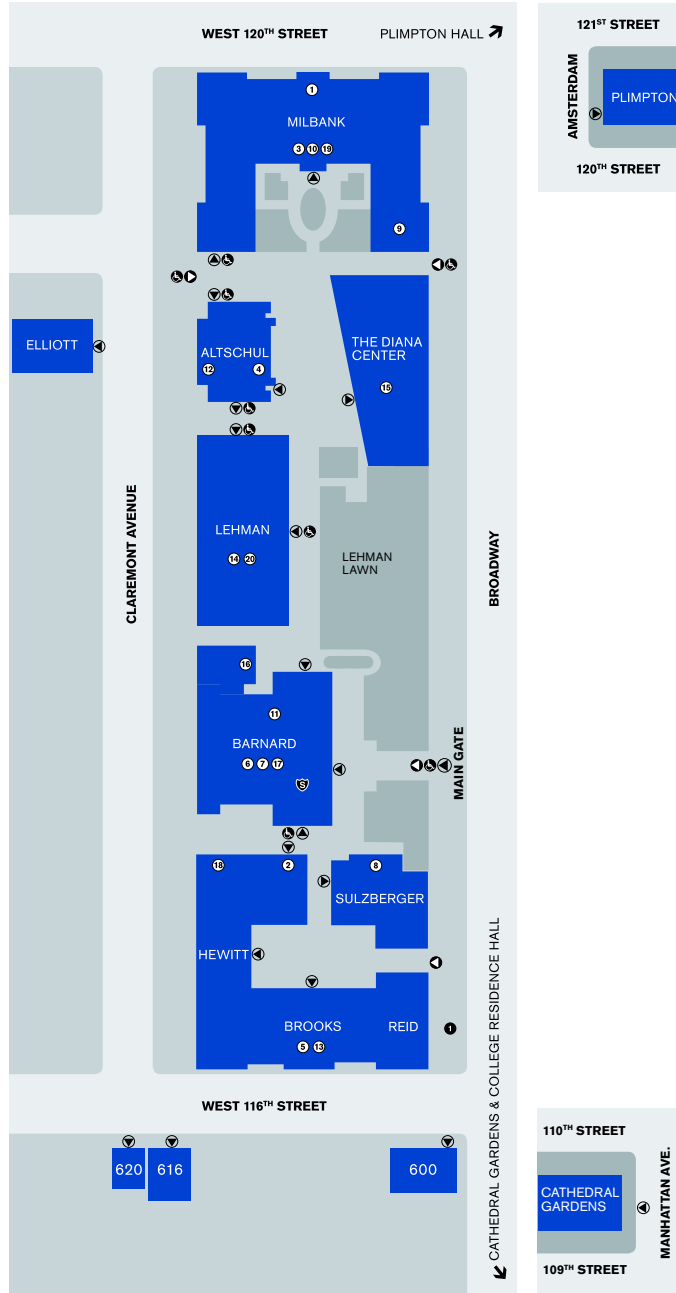 WEST 120TH STREET
PLIMPTON HALL
121ST STREET
AMSTERDAM
PLIMPTON
120TH STREET
1
MILBANK
3 10 19
9
ELLIOTT
ALTSCHUL
12 4
THE DIANA
CENTER
15
CLAREMONT AVENUE
LEHMAN
14 20
LEHMAN
LAWN
BROADWAY
16
11
BARNARD
6 7 17
S
MAIN GATE
18 2 8
SULZBERGER
HEWITT
BROOKS
5 13
REID
1
CATHEDRAL GARDENS & COLLEGE RESIDENCE HALL
WEST 116TH STREET
620
616
600
110TH STREET
CATHEDRAL
GARDENS
MANHATTAN AVE.
109TH STREET